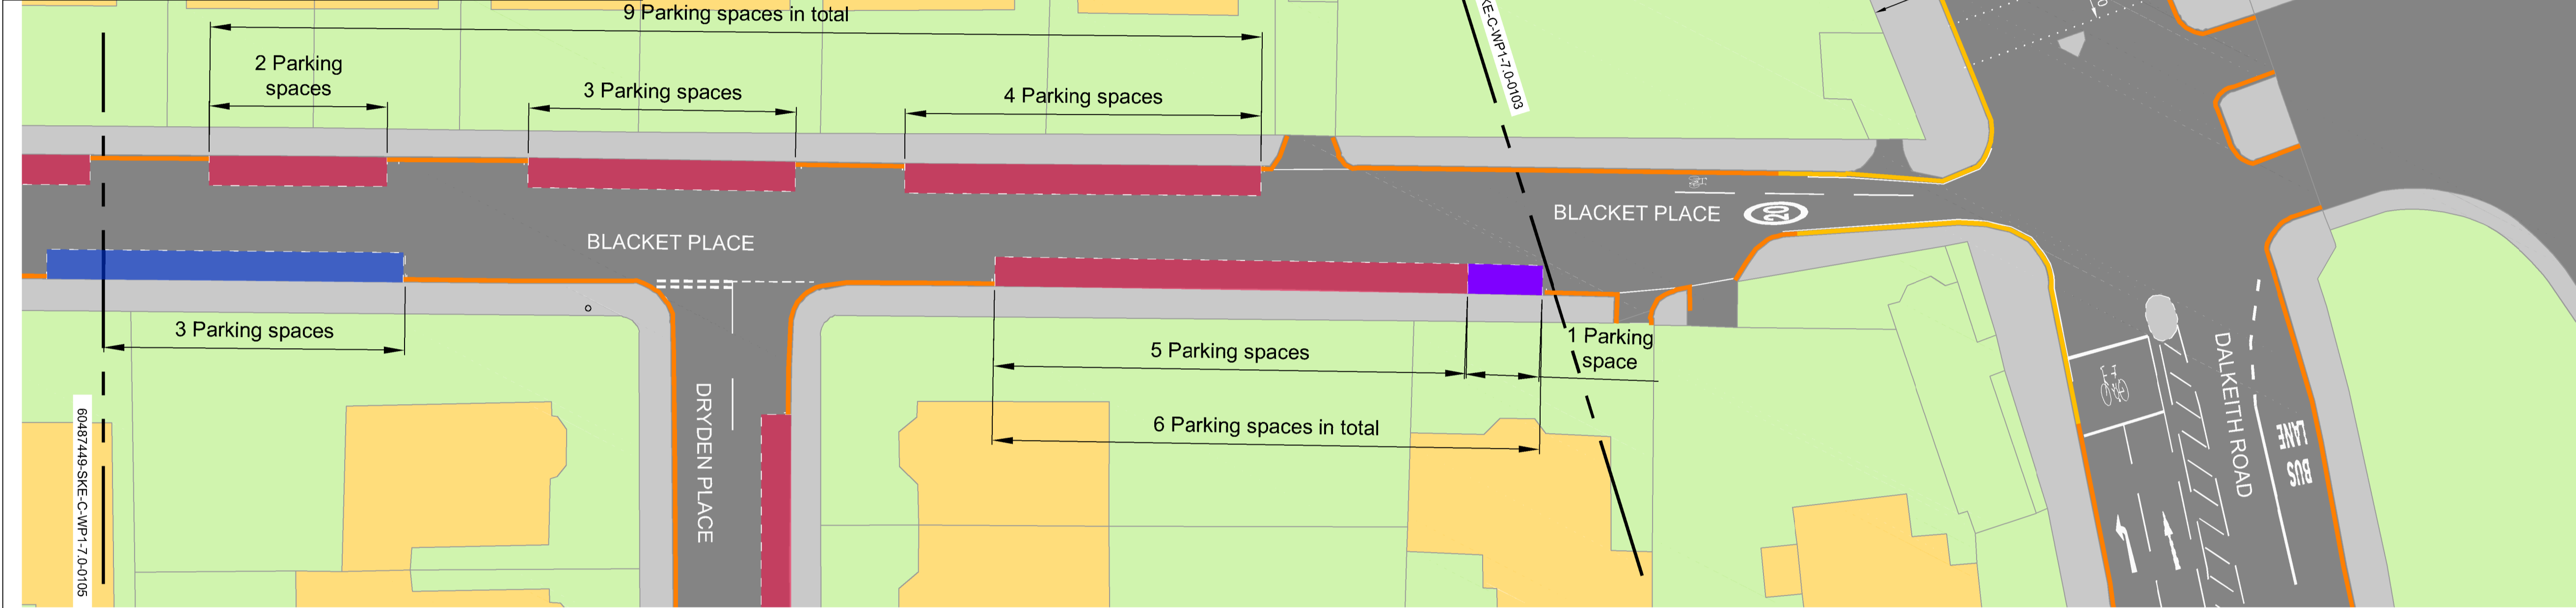 9 Parking spaces in total
2 Parking
spaces
3 Parking spaces
4 Parking spaces
KE-C-WP1-7.0-0103
BLACKET PLACE
20
BLACKET PLACE
3 Parking spaces
5 Parking spaces
1 Parking
space
6 Parking spaces in total
DRYDEN PLACE
60487449-SKE-C-WP1-7.0-0105
DALKEITH ROAD
BUS
LANE